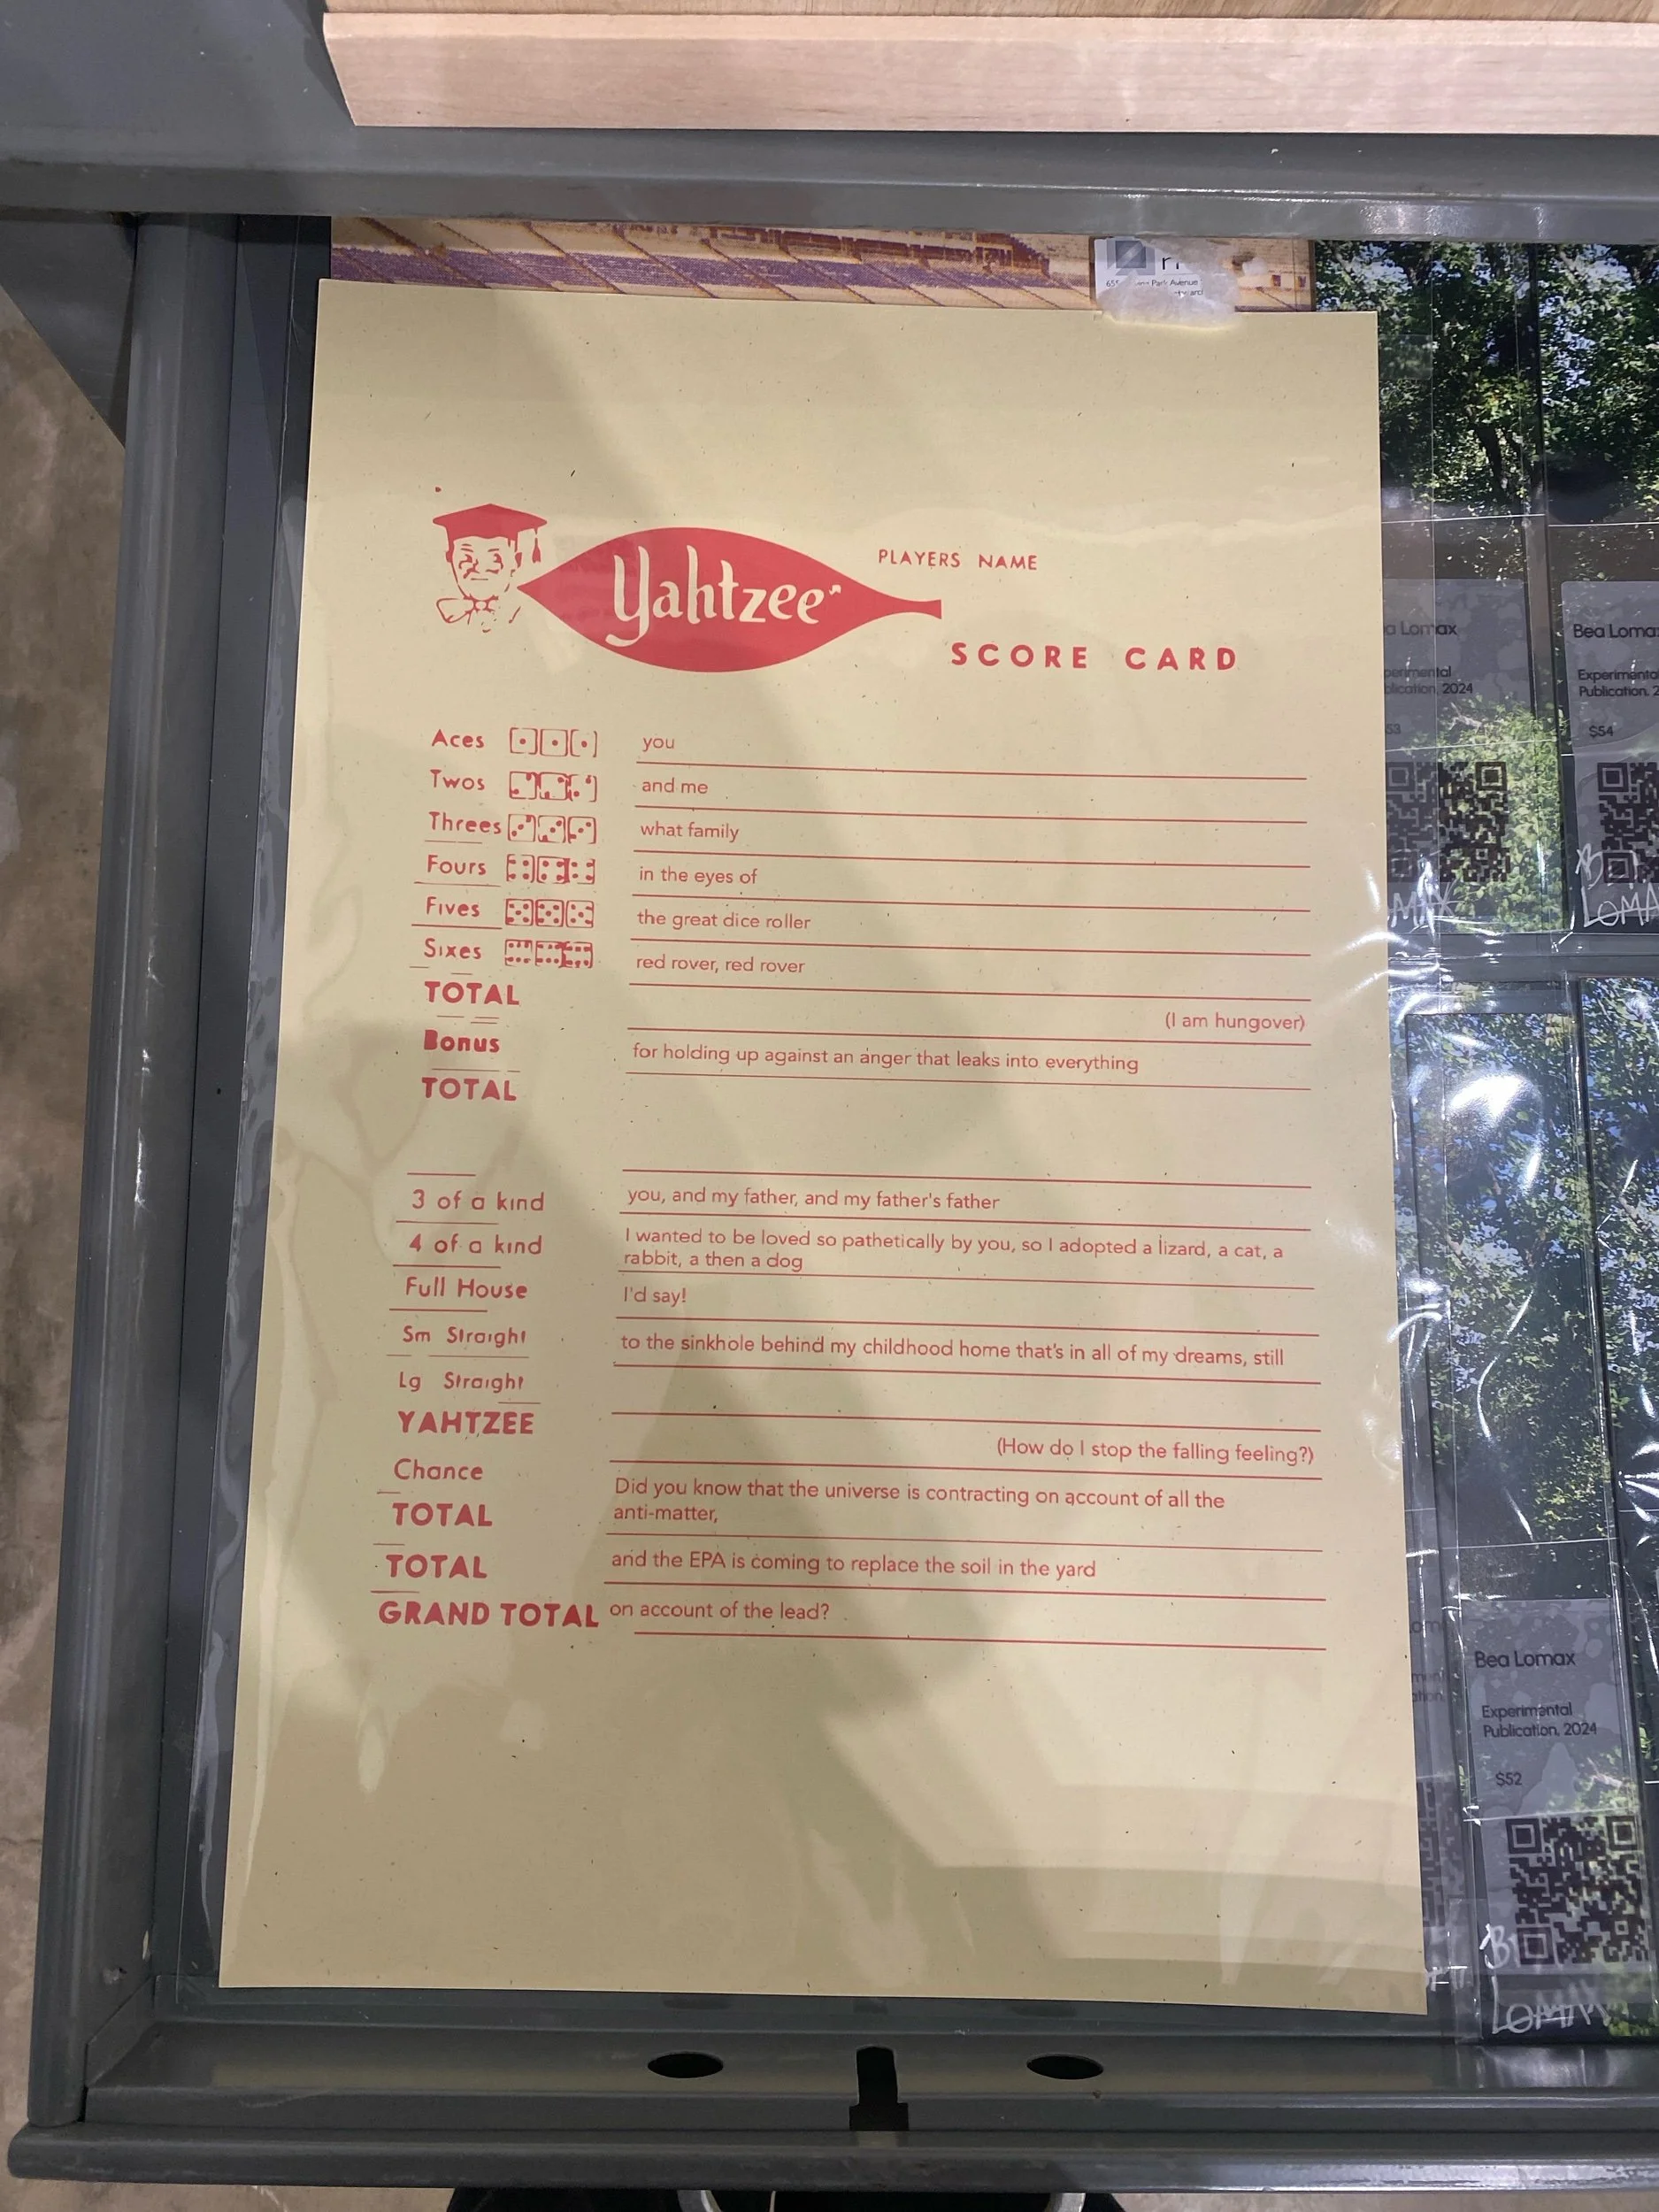 Park Avenue
Yahtzee
PLAYERS NAME
SCORE CARD
Aces you
Twos and me
Threes what family
Fours in the eyes of
Fives the great dice roller
Sixes red rover, red rover
TOTAL
(I am hungover)
Bonus for holding up against an anger that leaks into everything
TOTAL
3 of a kind you, and my father, and my father's father
4 of a kind I wanted to be loved so pathetically by you, so I adopted a lizard, a cat, a
rabbit, a then a dog
Full House I'd say!
Sm Straight to the sinkhole behind my childhood home that's in all of my dreams, still
Lg Straight
YAHTZEE
(How do I stop the falling feeling?)
Chance Did you know that the universe is contracting on account of all the
anti-matter,
TOTAL
TOTAL and the EPA is coming to replace the soil in the yard
GRAND TOTAL on account of the lead?
Lomax
2024
Bea
Experimental
Publication,
$54
LOMA
Bea Lomax
Experimental
Publication, 2024
$52
LOMAX